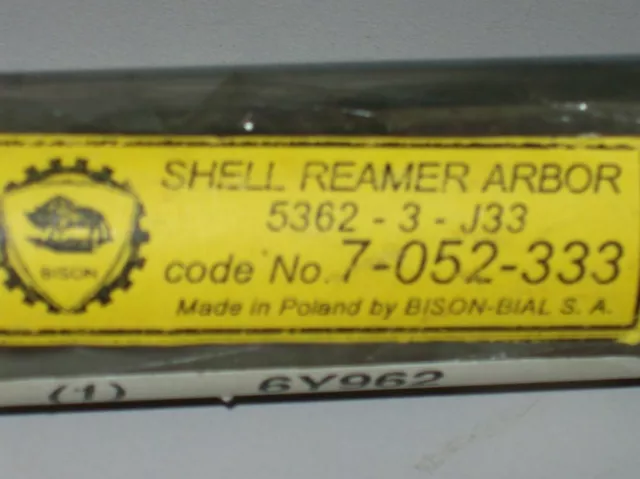 SHELL REAMER ARBOR
5362 - 3 - J33
code No. 7-052-333
Made in Poland by BISON-BIAL S. A.
BISON
(1) 6Y962